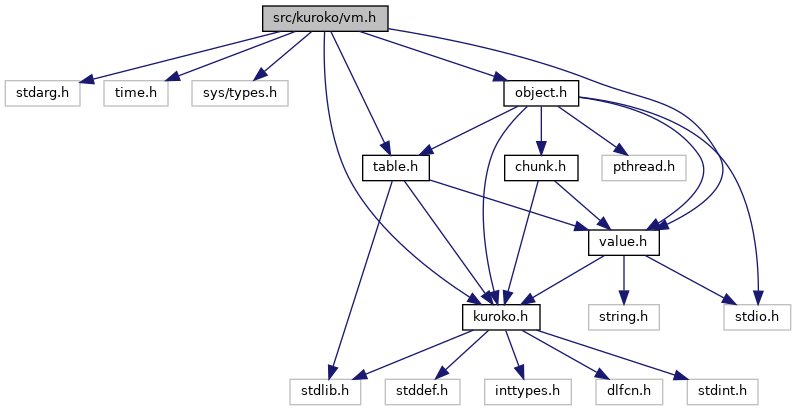 src/kuroko/vm.h
stdarg.h
time.h
sys/types.h
object.h
table.h
chunk.h
pthread.h
value.h
kuroko.h
string.h
stdio.h
stdlib.h
stddef.h
inttypes.h
dlfcn.h
stdint.h